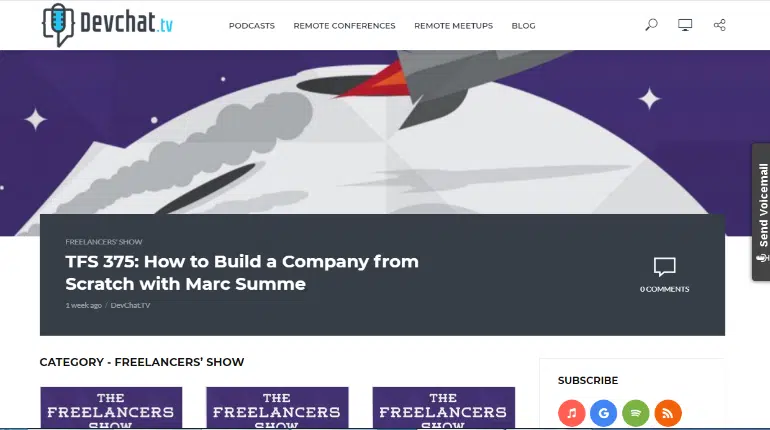 Devchat.tv
PODCASTS
REMOTE CONFERENCES
REMOTE MEETUPS
BLOG
Send Voicemail
FREELANCERS' SHOW
TFS 375: How to Build a Company from
Scratch with Marc Summe
1 week ago / DevChat.TV
0 COMMENTS
CATEGORY - FREELANCERS' SHOW
THE
FREELANCERS
SHOW
THE
FREELANCERS
SHOW
THE
FREELANCERS
SHOW
SUBSCRIBE
G